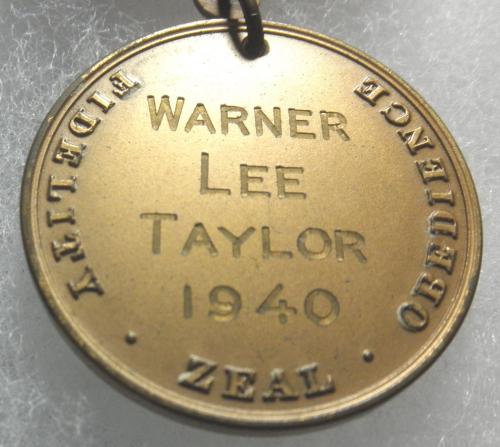 WARNER
LEE
TAYLOR
1940
FIDELITY · ZEAL · OBEDIENCE